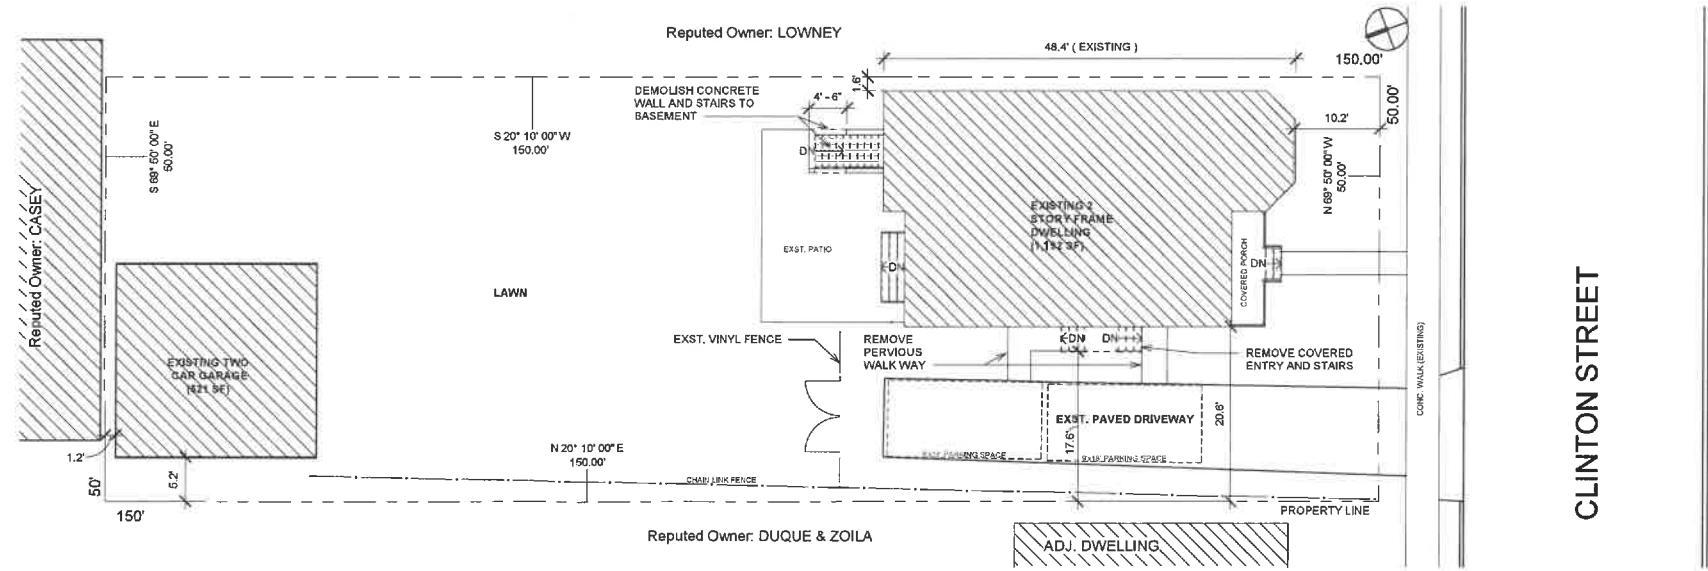 Reputed Owner: LOWNEY
48.4' ( EXISTING )
150.00'
50.00'
1.6'
DEMOLISH CONCRETE
WALL AND STAIRS TO
BASEMENT
4' - 6"
10.2'
S 20° 10' 00" W
150.00'
S 69° 50' 00" E
50.00'
DN
N 69° 50' 00" W
50.00'
Reputed Owner: CASEY
EXISTING 2
STORY FRAME
DWELLING
EXST. PATIO
DN
COVERED PORCH
DN
LAWN
EXST. VINYL FENCE
REMOVE
PERVIOUS
WALK WAY
DN
DN
REMOVE COVERED
ENTRY AND STAIRS
CONC. WALK (EXISTING)
CLINTON STREET
EXISTING TWO
CAR GARAGE
EXST. PAVED DRIVEWAY
17.6'
20.6'
PARKING SPACE
9x18' PARKING SPACE
1.2'
50'
150'
N 20° 10' 00" E
150.00'
CHAIN LINK FENCE
PROPERTY LINE
Reputed Owner: DUQUE & ZOILA
ADJ. DWELLING